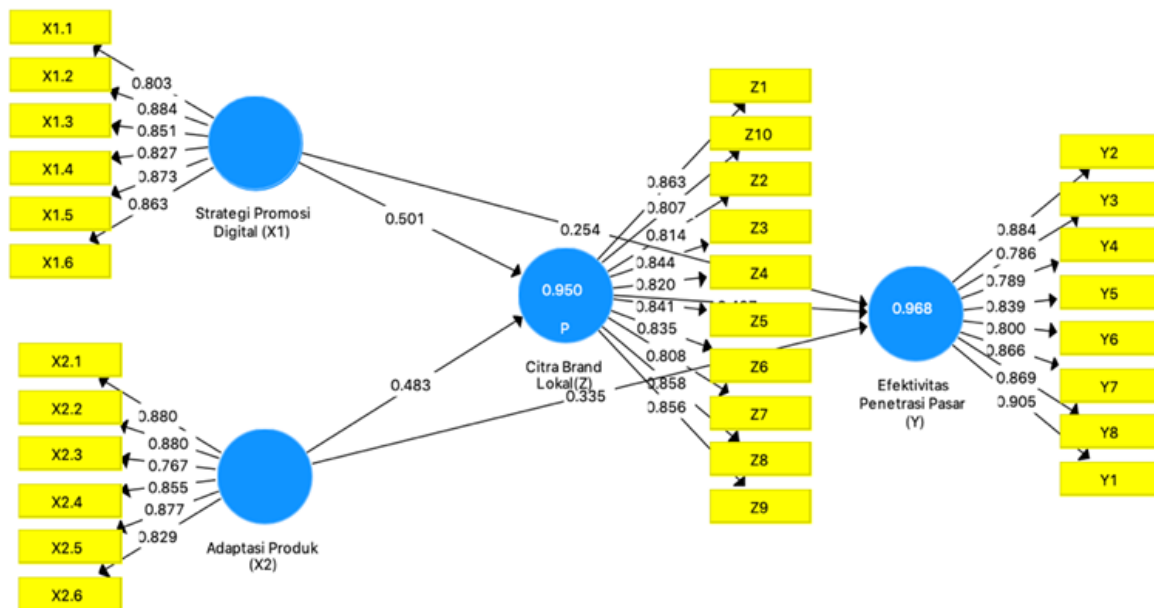 X1.1
X1.2
X1.3
X1.4
X1.5
X1.6
0.803
0.884
0.851
0.827
0.873
0.863
Strategi Promosi
Digital (X1)
0.501
0.254
X2.1
X2.2
X2.3
X2.4
X2.5
X2.6
0.880
0.880
0.767
0.855
0.877
0.829
Adaptasi Produk
(X2)
0.483
0.335
0.950
P
Citra Brand
Lokal(Z)
0.863
0.807
0.814
0.844
0.820
0.841
0.835
0.808
0.858
0.856
Z1
Z10
Z2
Z3
Z4
Z5
Z6
Z7
Z8
Z9
0.968
Efektivitas
Penetrasi Pasar
(Y)
0.884
0.786
0.789
0.839
0.800
0.866
0.869
0.905
Y2
Y3
Y4
Y5
Y6
Y7
Y8
Y1